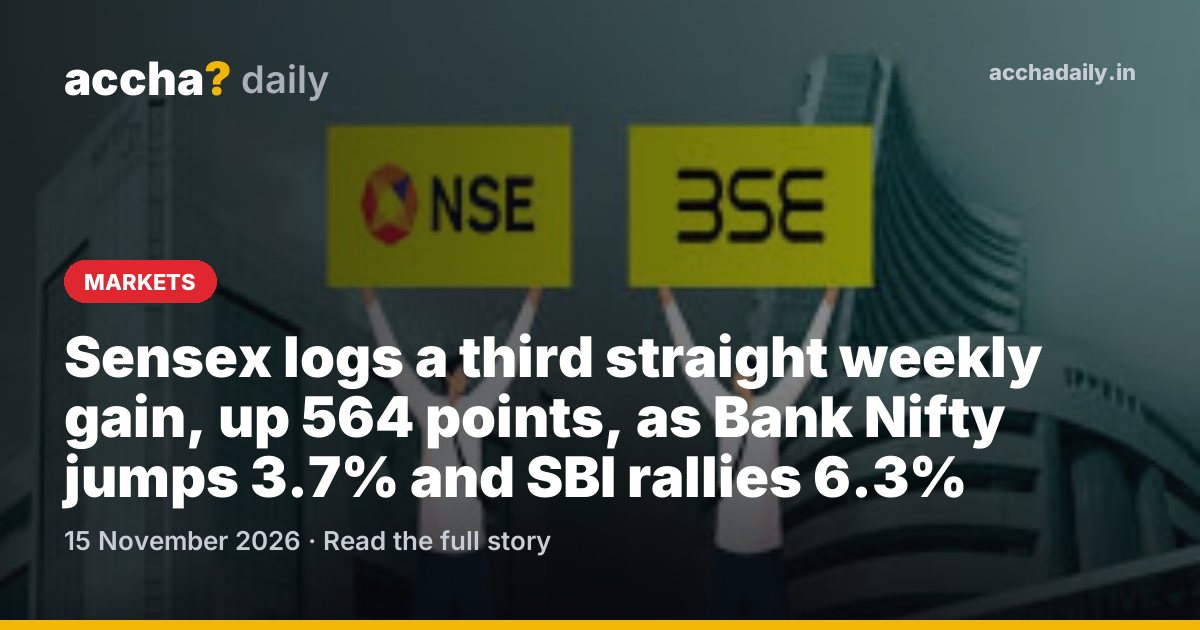 accha? daily
acchadaily.in
NSE
BSE
MARKETS
Sensex logs a third straight weekly
gain, up 564 points, as Bank Nifty
jumps 3.7% and SBI rallies 6.3%
15 November 2026 · Read the full story